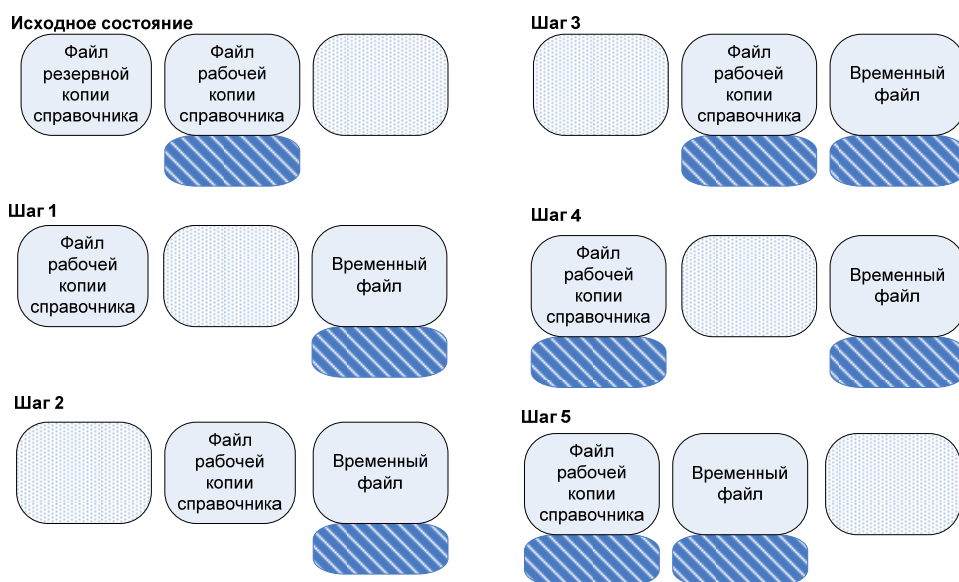 Исходное состояние
Файл
резервной
копии
справочника
Файл
рабочей
копии
справочника
Шаг 1
Файл
рабочей
копии
справочника
Временный
файл
Шаг 2
Файл
рабочей
копии
справочника
Временный
файл
Шаг 3
Файл
рабочей
копии
справочника
Временный
файл
Шаг 4
Файл
рабочей
копии
справочника
Временный
файл
Шаг 5
Файл
рабочей
копии
справочника
Временный
файл